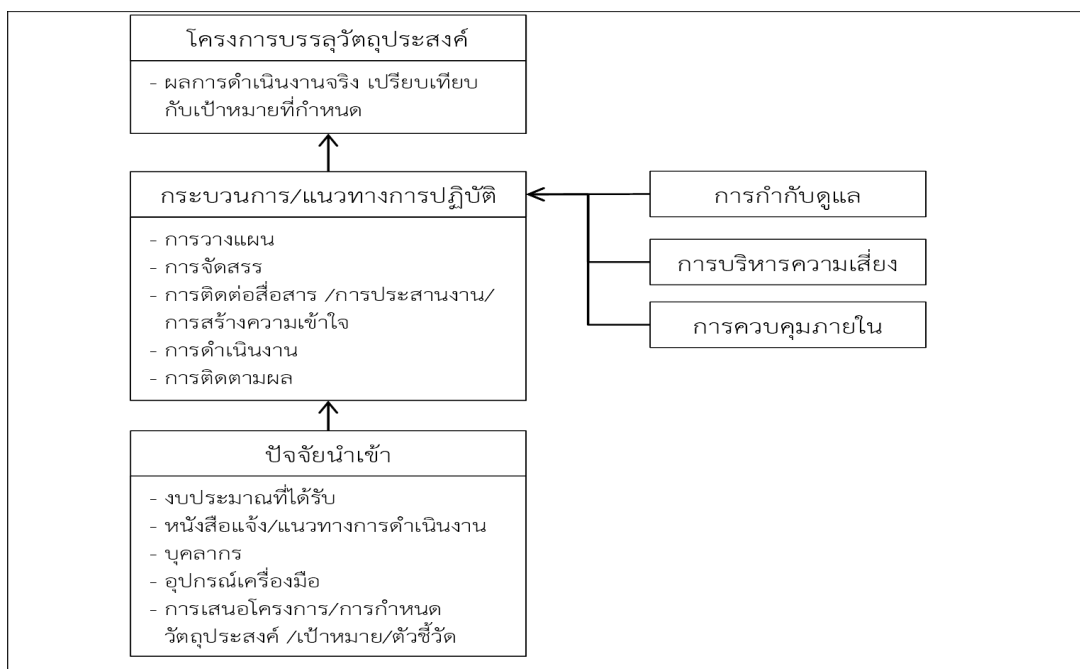 โครงการบรรลุวัตถุประสงค์
- ผลการดำเนินงานจริง เปรียบเทียบ
กับเป้าหมายที่กำหนด
กระบวนการ/แนวทางการปฏิบัติ
- การวางแผน
- การจัดสรร
- การติดต่อสื่อสาร /การประสานงาน/
การสร้างความเข้าใจ
- การดำเนินงาน
- การติดตามผล
การกำกับดูแล
การบริหารความเสี่ยง
การควบคุมภายใน
ปัจจัยนำเข้า
- งบประมาณที่ได้รับ
- หนังสือแจ้ง/แนวทางการดำเนินงาน
- บุคลากร
- อุปกรณ์เครื่องมือ
- การเสนอโครงการ/การกำหนด
วัตถุประสงค์ /เป้าหมาย/ตัวชี้วัด